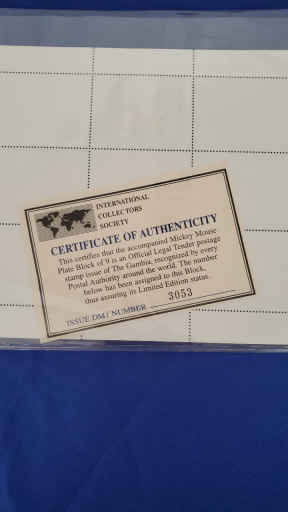 INTERNATIONAL
COLLECTORS
SOCIETY
CERTIFICATE OF AUTHENTICITY
This certifies that the accompanied Mickey Mouse
Plate Block of 9 is an Official Legal Tender postage
stamp issue of The Gambia, recognized by every
Postal Authority around the world. The number
below has been assigned to this Block,
thus assuring its Limited Edition status.
ISSUE DM1 NUMBER 3053